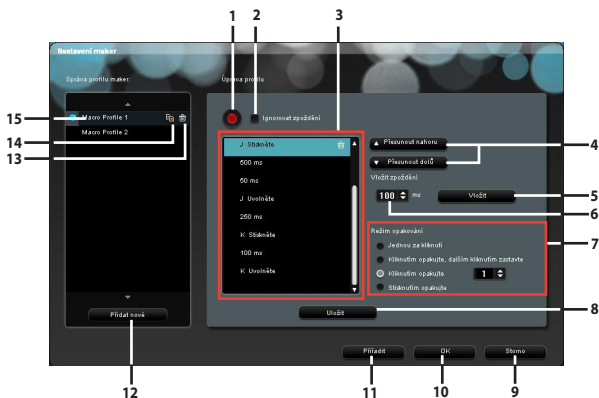 1
2
3
Nastavení maker
Správa profilu maker:
Úprava profilu
Ignorovat zpoždění
15
Macro Profile 1
14
Macro Profile 2
13
J Stiskněte
500 ms
50 ms
J Uvolněte
250 ms
K Stiskněte
100 ms
K Uvolněte
Přesunout nahoru
4
Přesunout dolů
Vložit zpoždění
100 ms
Vložit
5
6
Režim opakování
7
Jednou za kliknutí
Kliknutím opakujte, dalším kliknutím zastavte
Kliknutím opakujte 1
Stisknutím opakujte
Přidat nové
Uložit
8
Přiřadit
OK
Storno
12
11
10
9